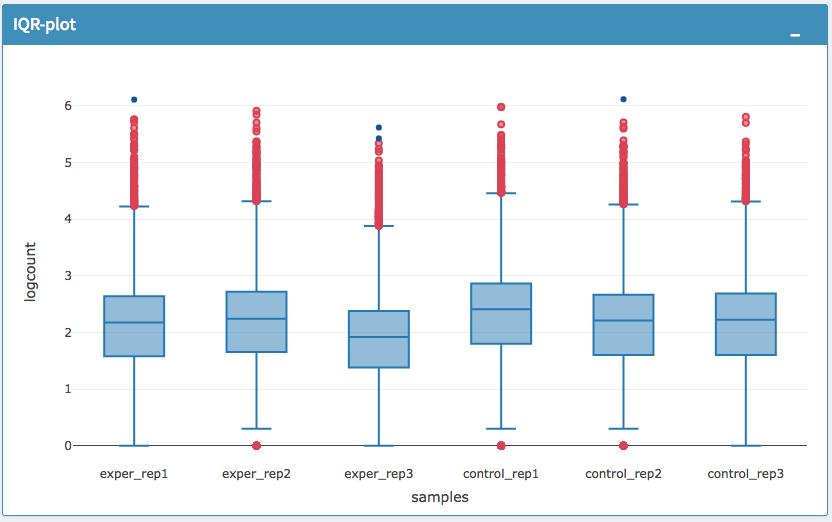 IQR-plot
6
5
4
3
2
1
0
logcount
exper_rep1 exper_rep2 exper_rep3 control_rep1 control_rep2 control_rep3
samples